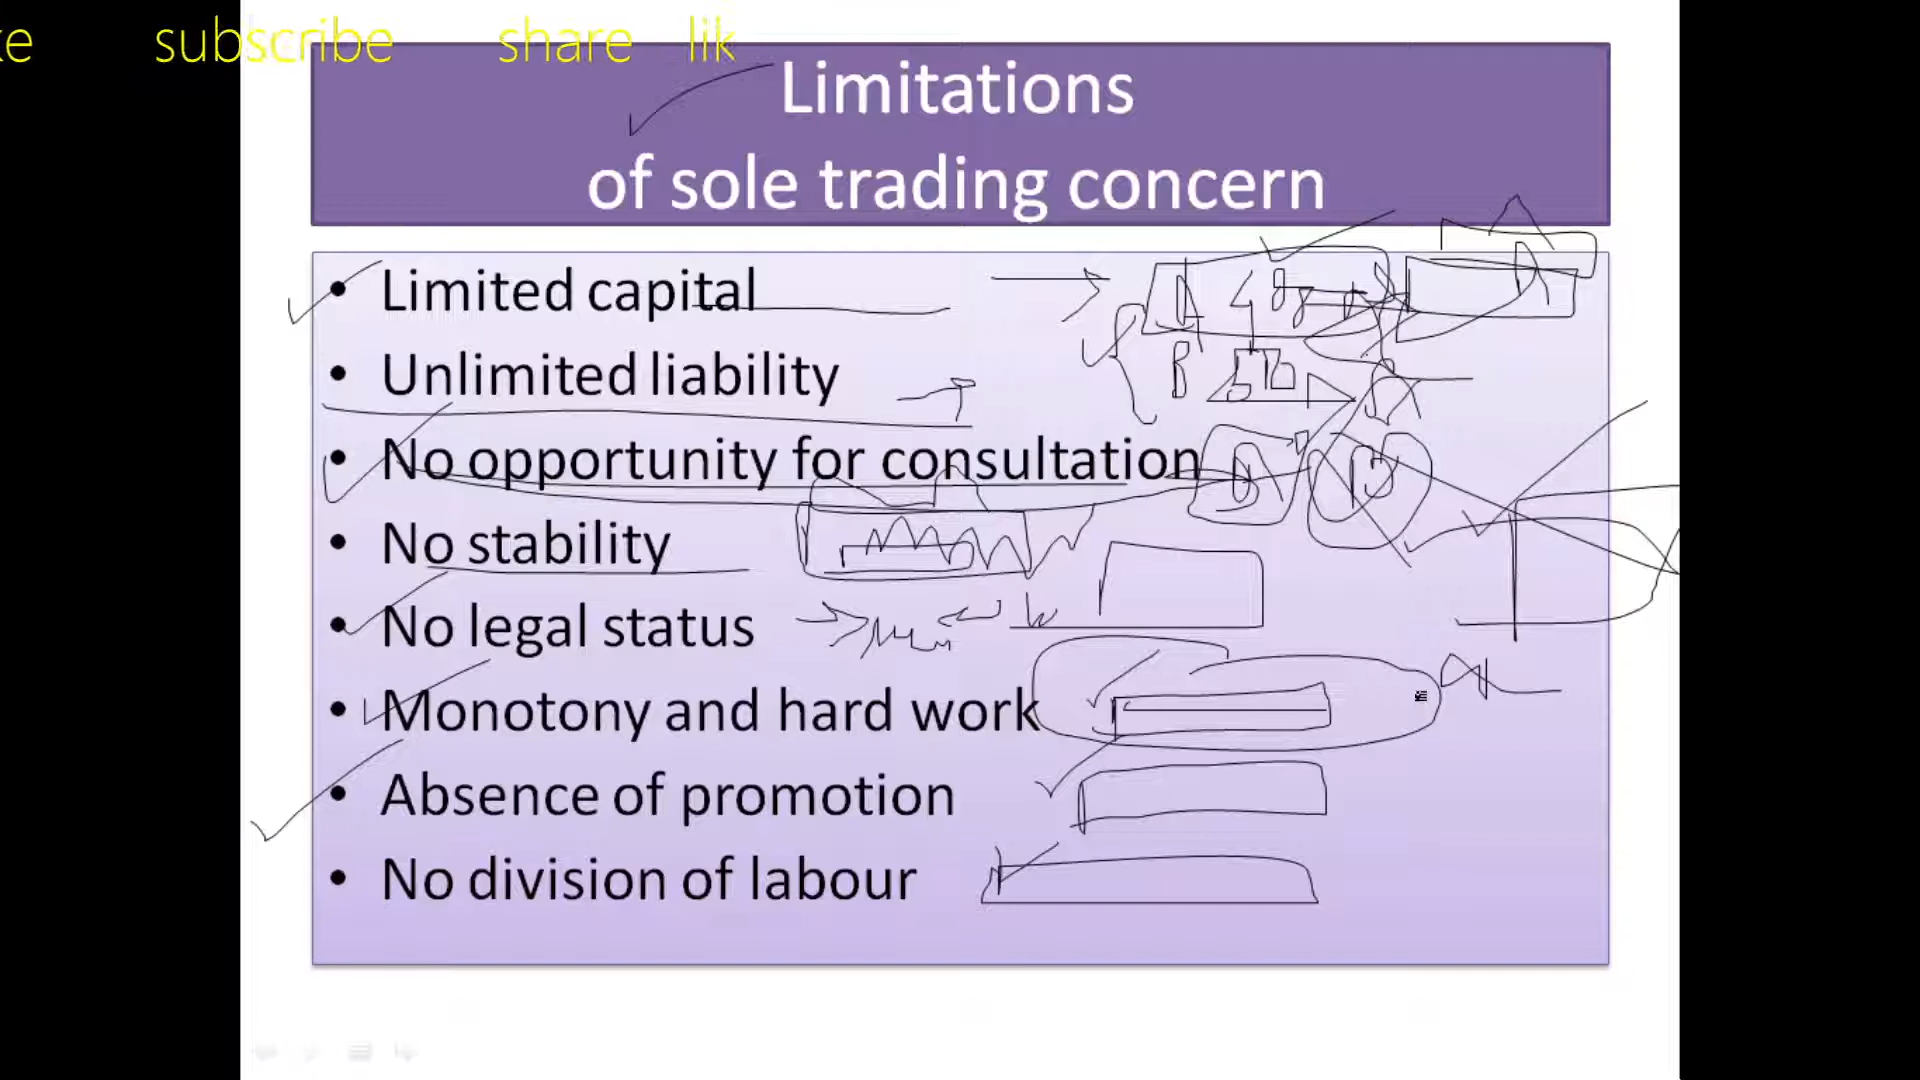 ke subscribe share lik
Limitations
of sole trading concern
• Limited capital
• Unlimited liability
• No opportunity for consultation
• No stability
• No legal status
• Monotony and hard work
• Absence of promotion
• No division of labour